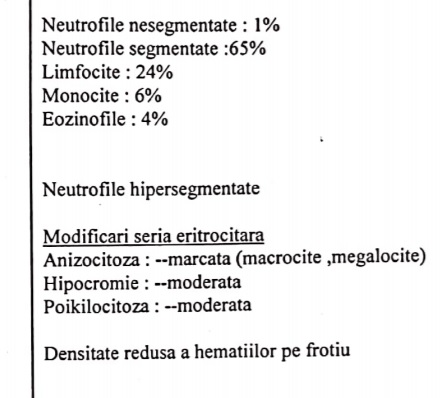 Neutrofile nesegmentate : 1%
Neutrofile segmentate :65%
Limfocite : 24%
Monocite : 6%
Eozinofile : 4%
Neutrofile hipersegmentate
Modificari seria eritrocitara
Anizocitoza : --marcata (macrocite ,megalocite)
Hipocromie : --moderata
Poikilocitoza : --moderata
Densitate redusa a hematiilor pe frotiu